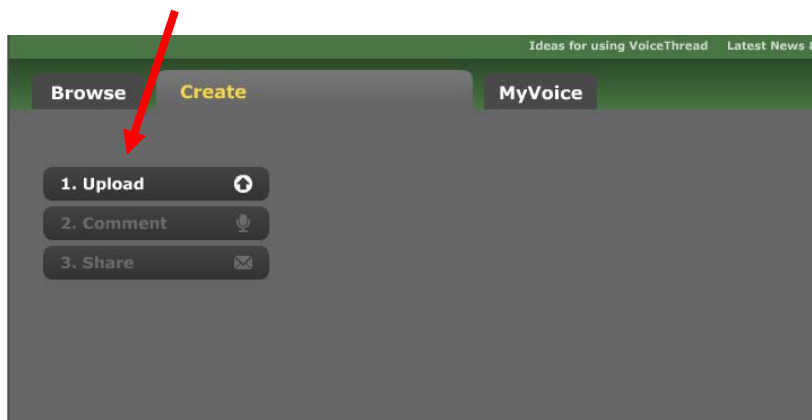 Ideas for using VoiceThread Latest News &
Browse Create MyVoice
1. Upload
2. Comment
3. Share